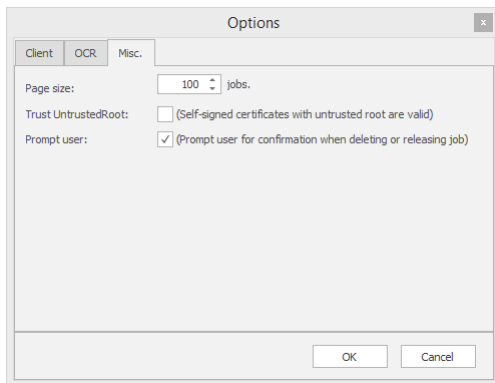 Options
x
Client OCR Misc.
Page size: 100 jobs.
Trust UntrustedRoot: (Self-signed certificates with untrusted root are valid)
Prompt user: (Prompt user for confirmation when deleting or releasing job)
OK Cancel